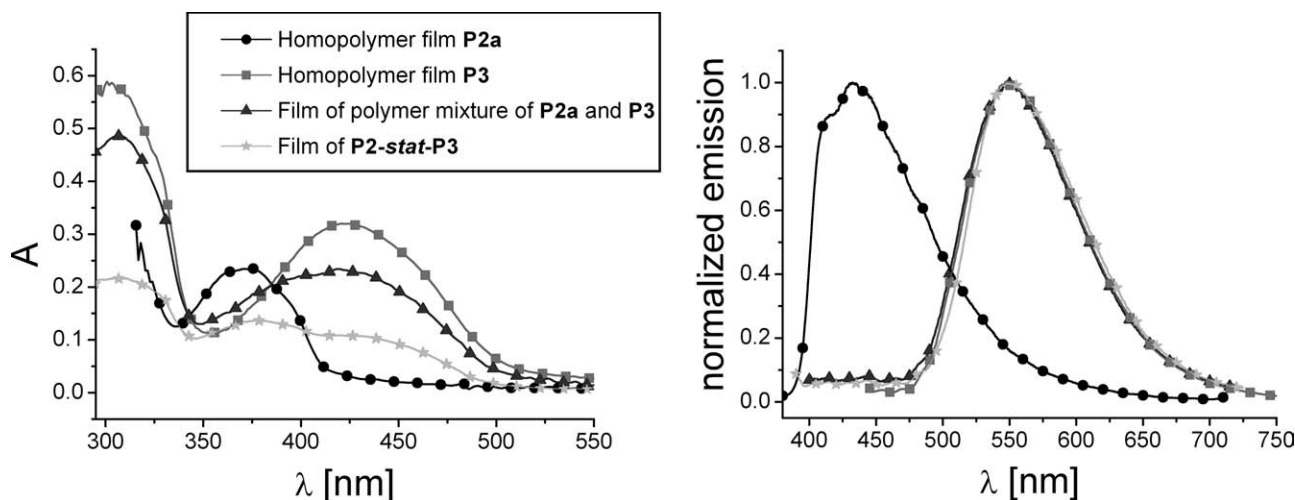 Homopolymer film P2a
Homopolymer film P3
Film of polymer mixture of P2a and P3
Film of P2-stat-P3
A
0.6
0.5
0.4
0.3
0.2
0.1
0.0
300 350 400 450 500 550
λ [nm]
normalized emission
1.0
0.8
0.6
0.4
0.2
0.0
400 450 500 550 600 650 700 750
λ [nm]